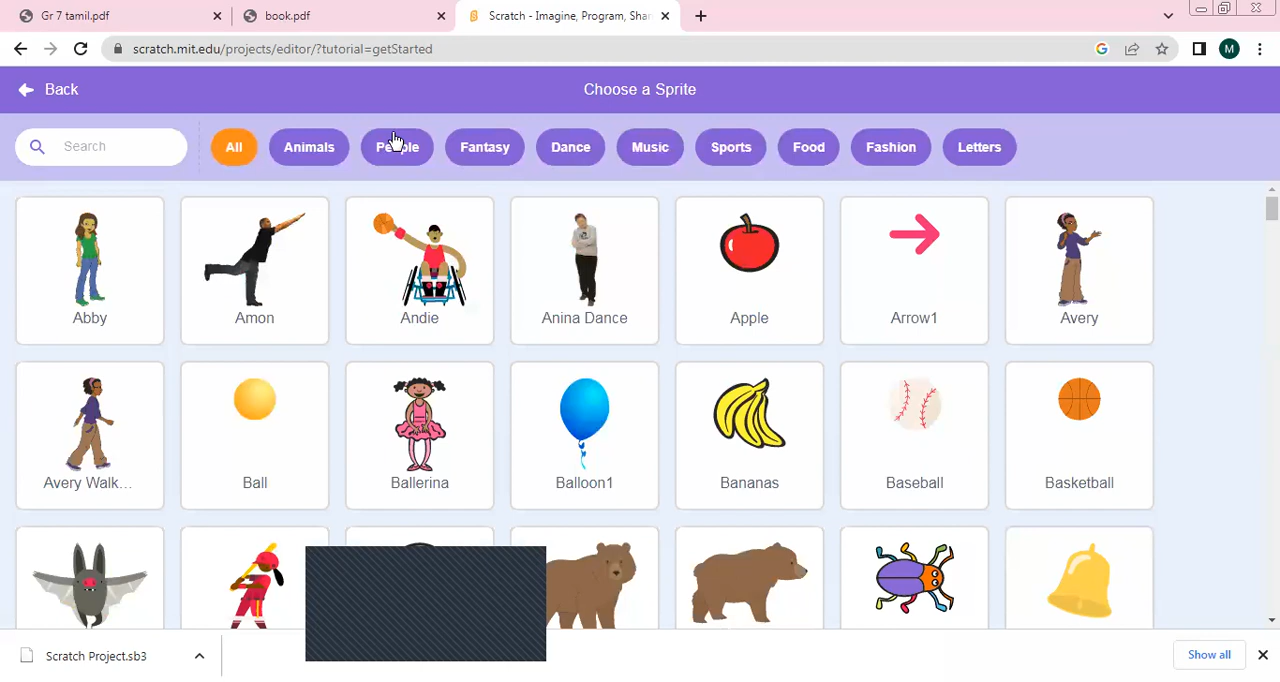 Gr 7 tamil.pdf
book.pdf
Scratch - Imagine, Program, Shar
scratch.mit.edu/projects/editor/?tutorial=getStarted
M
Back
Choose a Sprite
Search
All
Animals
People
Fantasy
Dance
Music
Sports
Food
Fashion
Letters
Abby
Amon
Andie
Anina Dance
Apple
Arrow1
Avery
Avery Walk...
Ball
Ballerina
Balloon1
Bananas
Baseball
Basketball
Scratch Project.sb3
Show all